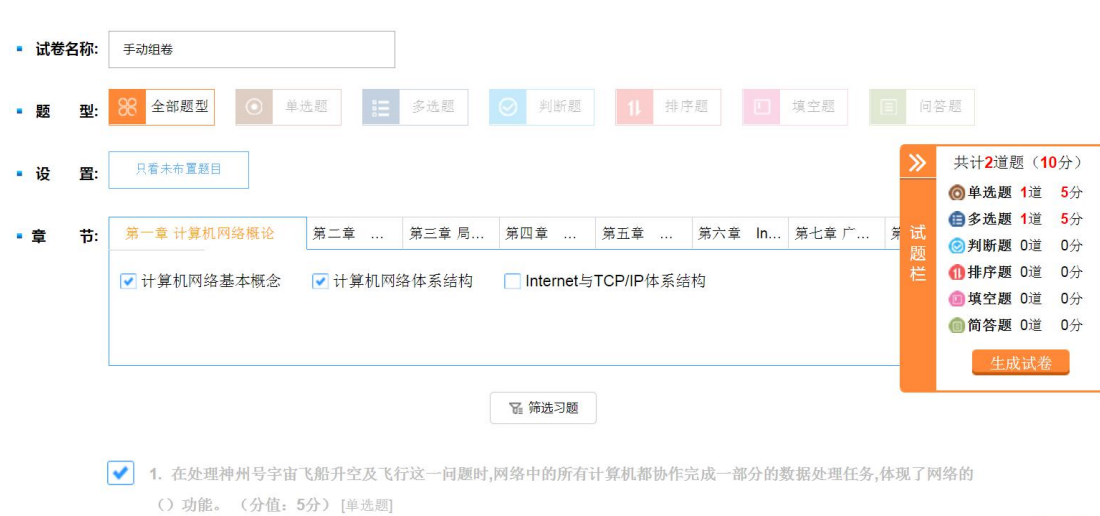 试卷名称: 手动组卷
题 型: 全部题型 单选题 多选题 判断题 排序题 填空题 问答题
设 置: 只看未布置题目
章 节: 第一章 计算机网络概论 第二章 ... 第三章 局... 第四章 ... 第五章 ... 第六章 In... 第七章 广... 第
计算机网络基本概念 计算机网络体系结构 Internet与TCP/IP体系结构
筛选习题
1. 在处理神州号宇宙飞船升空及飞行这一问题时,网络中的所有计算机都协作完成一部分的数据处理任务,体现了网络的
()功能。(分值：5分) [单选题]
试题栏
共计2道题（10分）
单选题 1道 5分
多选题 1道 5分
判断题 0道 0分
排序题 0道 0分
填空题 0道 0分
简答题 0道 0分
生成试卷